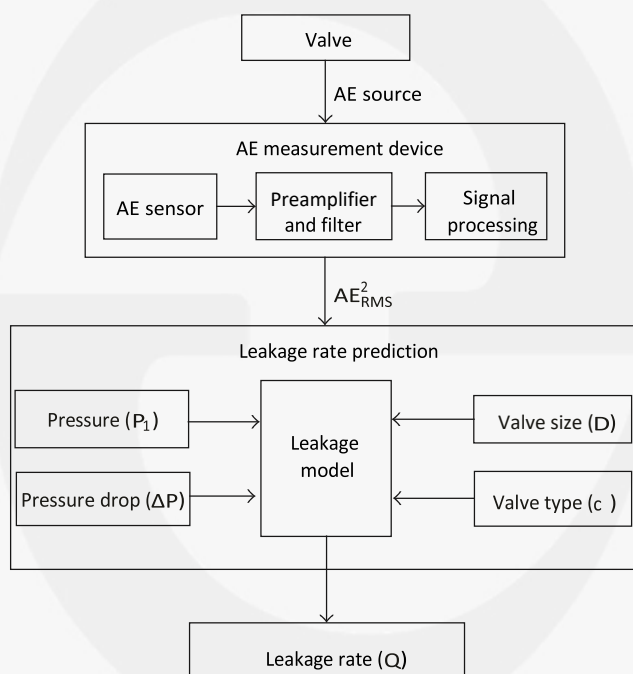 Valve
AE source
AE measurement device
AE sensor
Preamplifier
and filter
Signal
processing
AE²RMS
Leakage rate prediction
Pressure (P₁)
Leakage
model
Valve size (D)
Pressure drop (ΔP)
Valve type (c )
Leakage rate (Q)